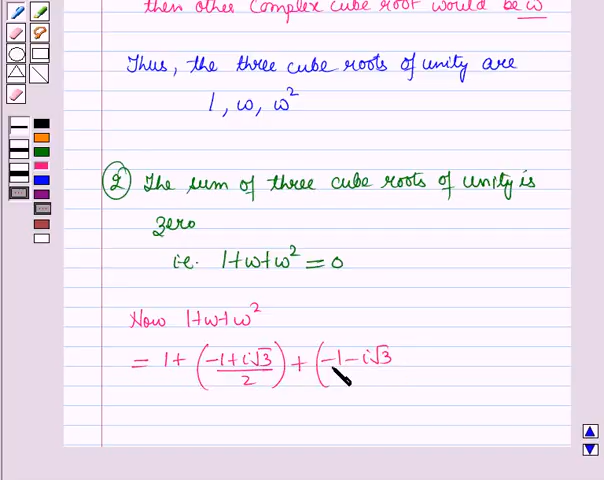 then other complex cube root would be ω
Thus, the three cube roots of unity are
1, ω, ω²
② The sum of three cube roots of unity is
zero
i.e. 1+ω+ω² = 0
Now 1+ω+ω²
= 1+ ((-1+i√3)/2) + (-1-i√3